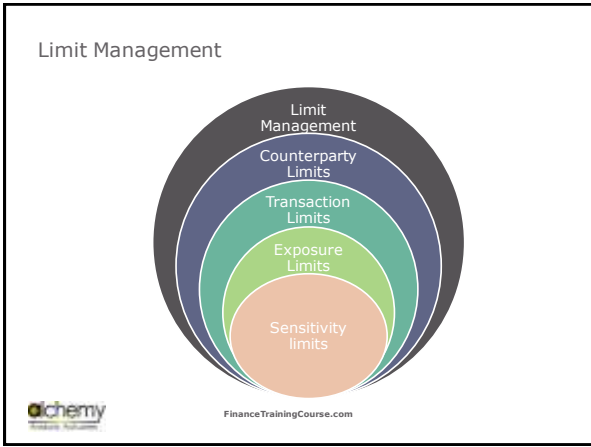 Limit Management
Limit
Management
Counterparty
Limits
Transaction
Limits
Exposure
Limits
Sensitivity
limits
alchemy
FinanceTrainingCourse.com